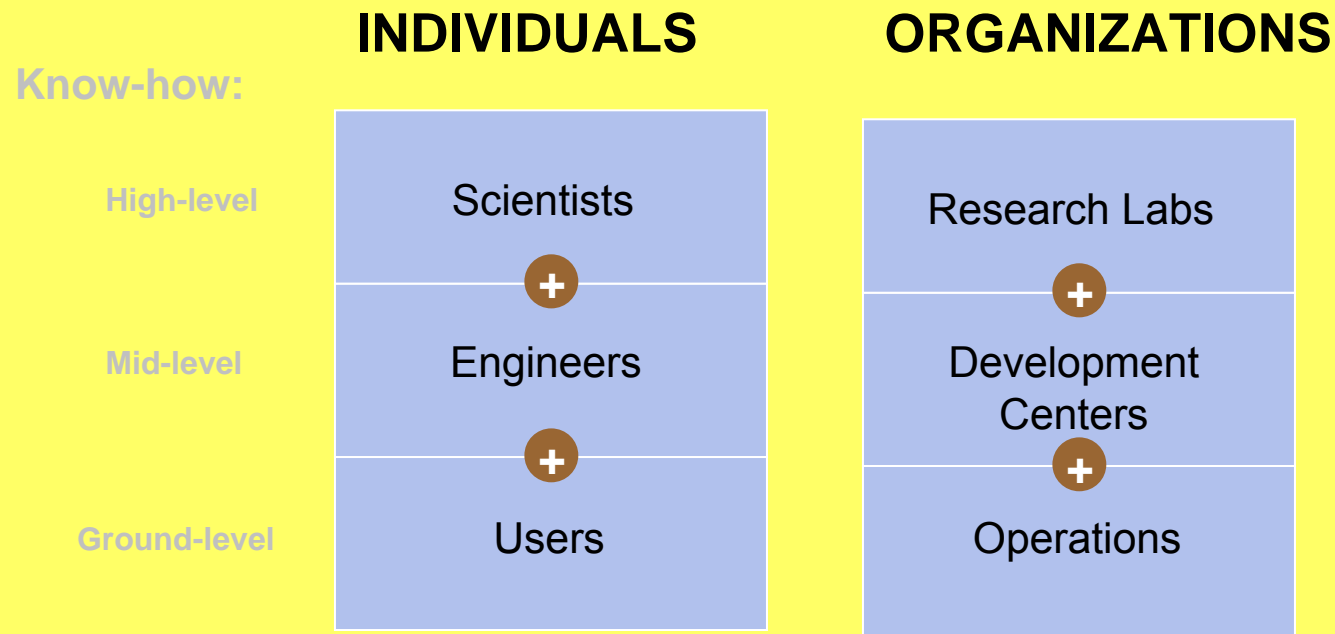 INDIVIDUALS
ORGANIZATIONS
Know-how:
High-level
Scientists
Research Labs
+
+
Mid-level
Engineers
Development
Centers
+
+
Ground-level
Users
Operations